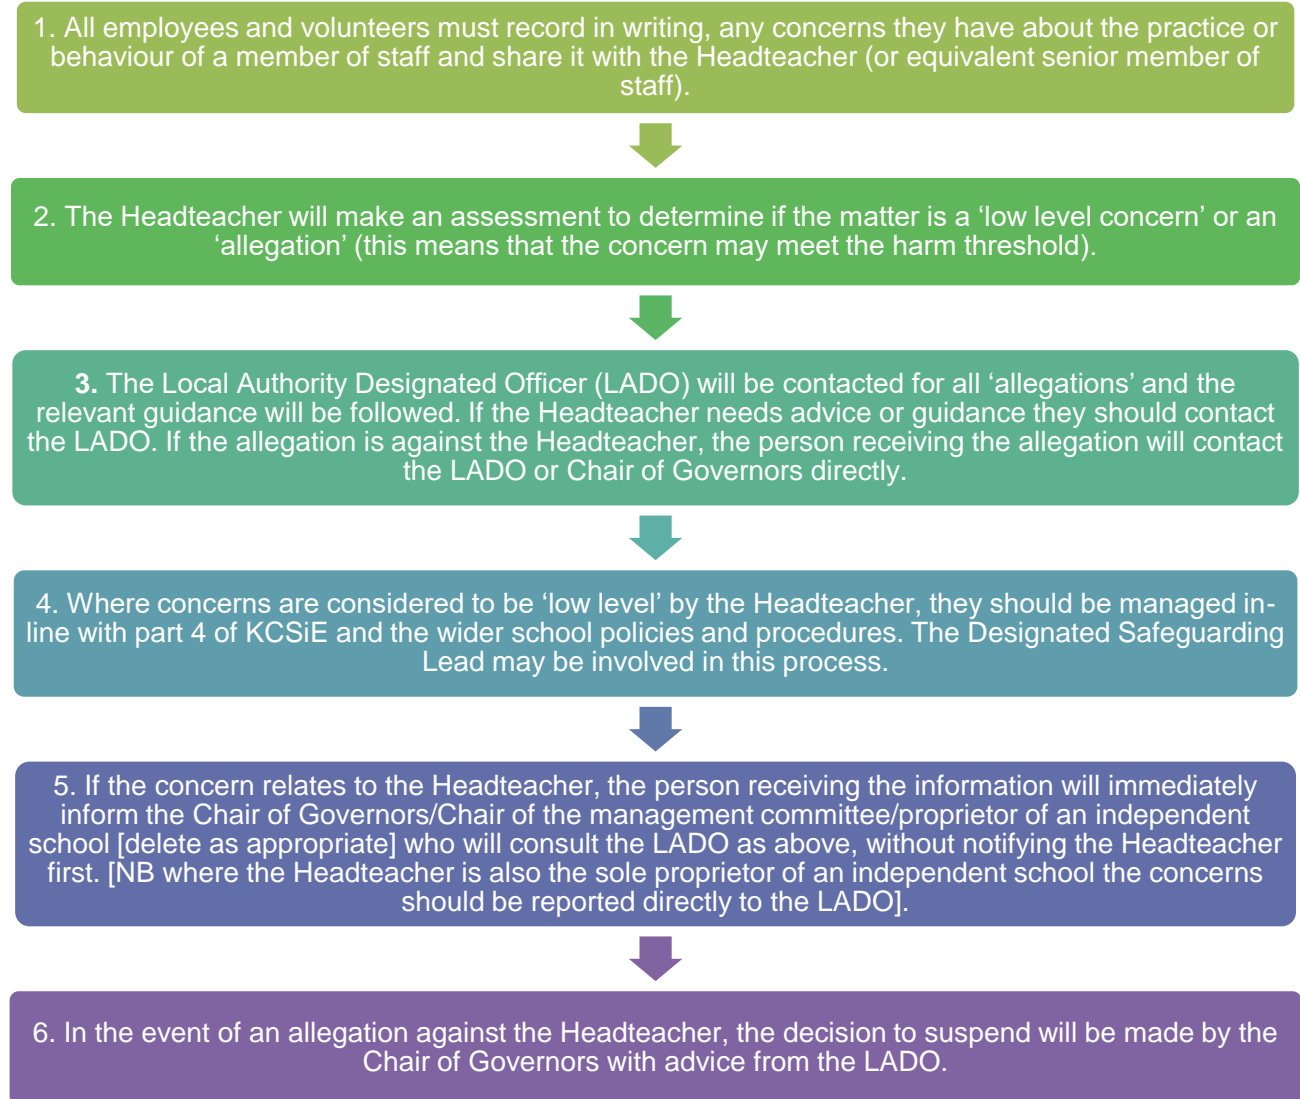 1. All employees and volunteers must record in writing, any concerns they have about the practice or
behaviour of a member of staff and share it with the Headteacher (or equivalent senior member of
staff).
2. The Headteacher will make an assessment to determine if the matter is a ‘low level concern’ or an
‘allegation’ (this means that the concern may meet the harm threshold).
3. The Local Authority Designated Officer (LADO) will be contacted for all ‘allegations’ and the
relevant guidance will be followed. If the Headteacher needs advice or guidance they should contact
the LADO. If the allegation is against the Headteacher, the person receiving the allegation will contact
the LADO or Chair of Governors directly.
4. Where concerns are considered to be ‘low level’ by the Headteacher, they should be managed in-
line with part 4 of KCSiE and the wider school policies and procedures. The Designated Safeguarding
Lead may be involved in this process.
5. If the concern relates to the Headteacher, the person receiving the information will immediately
inform the Chair of Governors/Chair of the management committee/proprietor of an independent
school [delete as appropriate] who will consult the LADO as above, without notifying the Headteacher
first. [NB where the Headteacher is also the sole proprietor of an independent school the concerns
should be reported directly to the LADO].
6. In the event of an allegation against the Headteacher, the decision to suspend will be made by the
Chair of Governors with advice from the LADO.